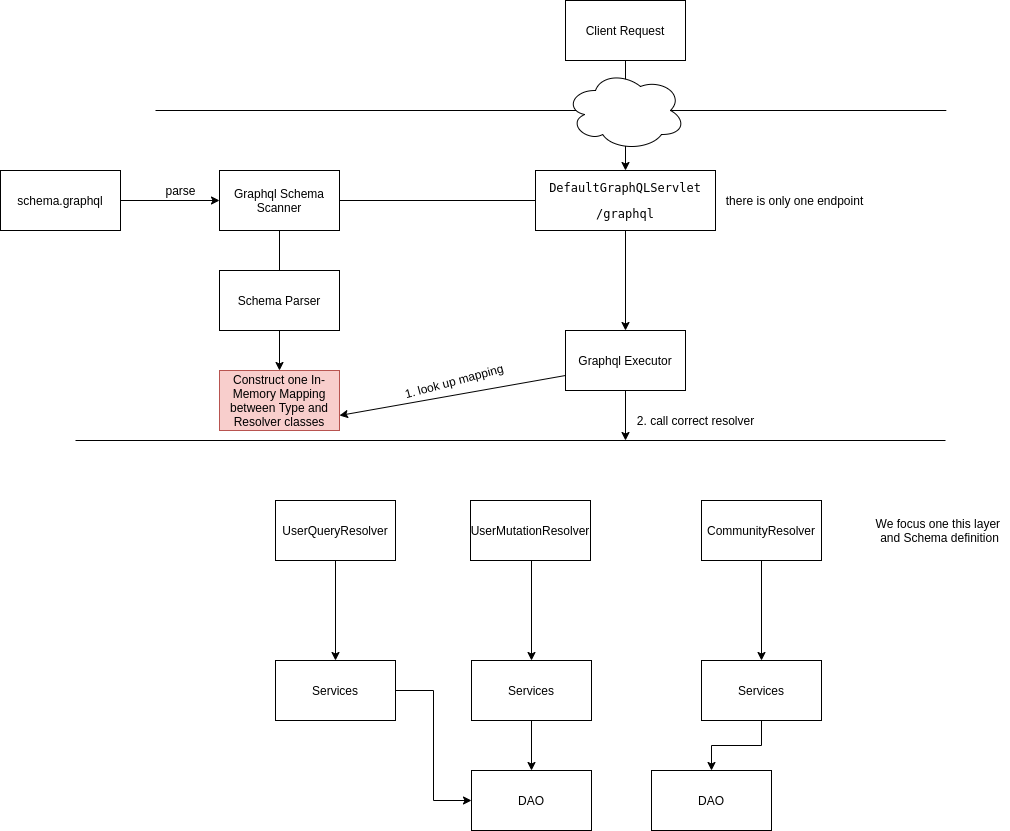 Client Request
schema.graphql
parse
Graphql Schema
Scanner
DefaultGraphQLServlet
/graphql
there is only one endpoint
Schema Parser
Graphql Executor
1. look up mapping
Construct one In-
Memory Mapping
between Type and
Resolver classes
2. call correct resolver
UserQueryResolver
UserMutationResolver
CommunityResolver
We focus one this layer
and Schema definition
Services
Services
Services
DAO
DAO